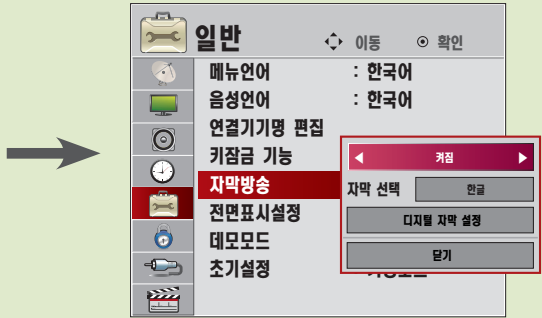 일반
이동 확인
메뉴언어 : 한국어
음성언어 : 한국어
연결기기명 편집
키잠금 기능
자막방송
전면표시설정
데모모드
초기설정
켜짐
자막 선택 한글
디지털 자막 설정
닫기